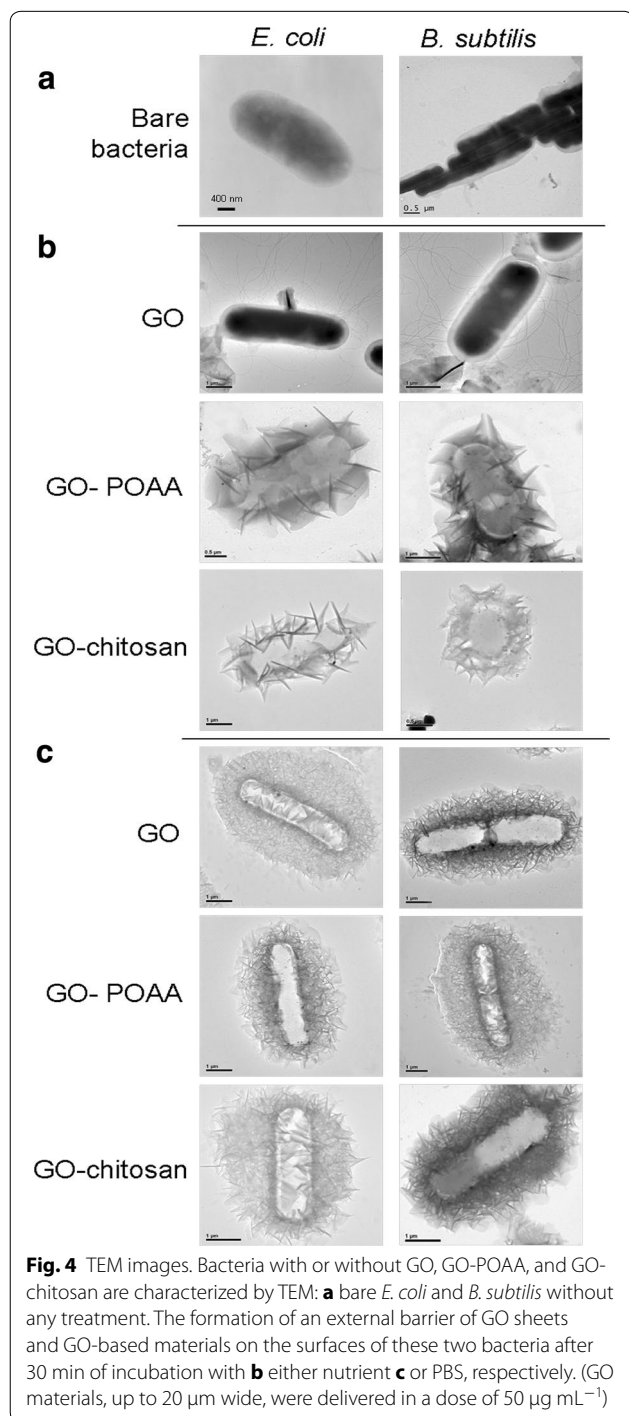 E. coli B. subtilis
a
Bare
bacteria
400 nm
0.5 µm
b
GO
1 µm
1 µm
GO- POAA
0.5 µm
1 µm
GO-chitosan
1 µm
0.5 µm
c
GO
1 µm
1 µm
GO- POAA
1 µm
1 µm
GO-chitosan
1 µm
1 µm
Fig. 4 TEM images. Bacteria with or without GO, GO-POAA, and GO-
chitosan are characterized by TEM: a bare E. coli and B. subtilis without
any treatment. The formation of an external barrier of GO sheets
and GO-based materials on the surfaces of these two bacteria after
30 min of incubation with b either nutrient c or PBS, respectively. (GO
materials, up to 20 µm wide, were delivered in a dose of 50 µg mL⁻¹)